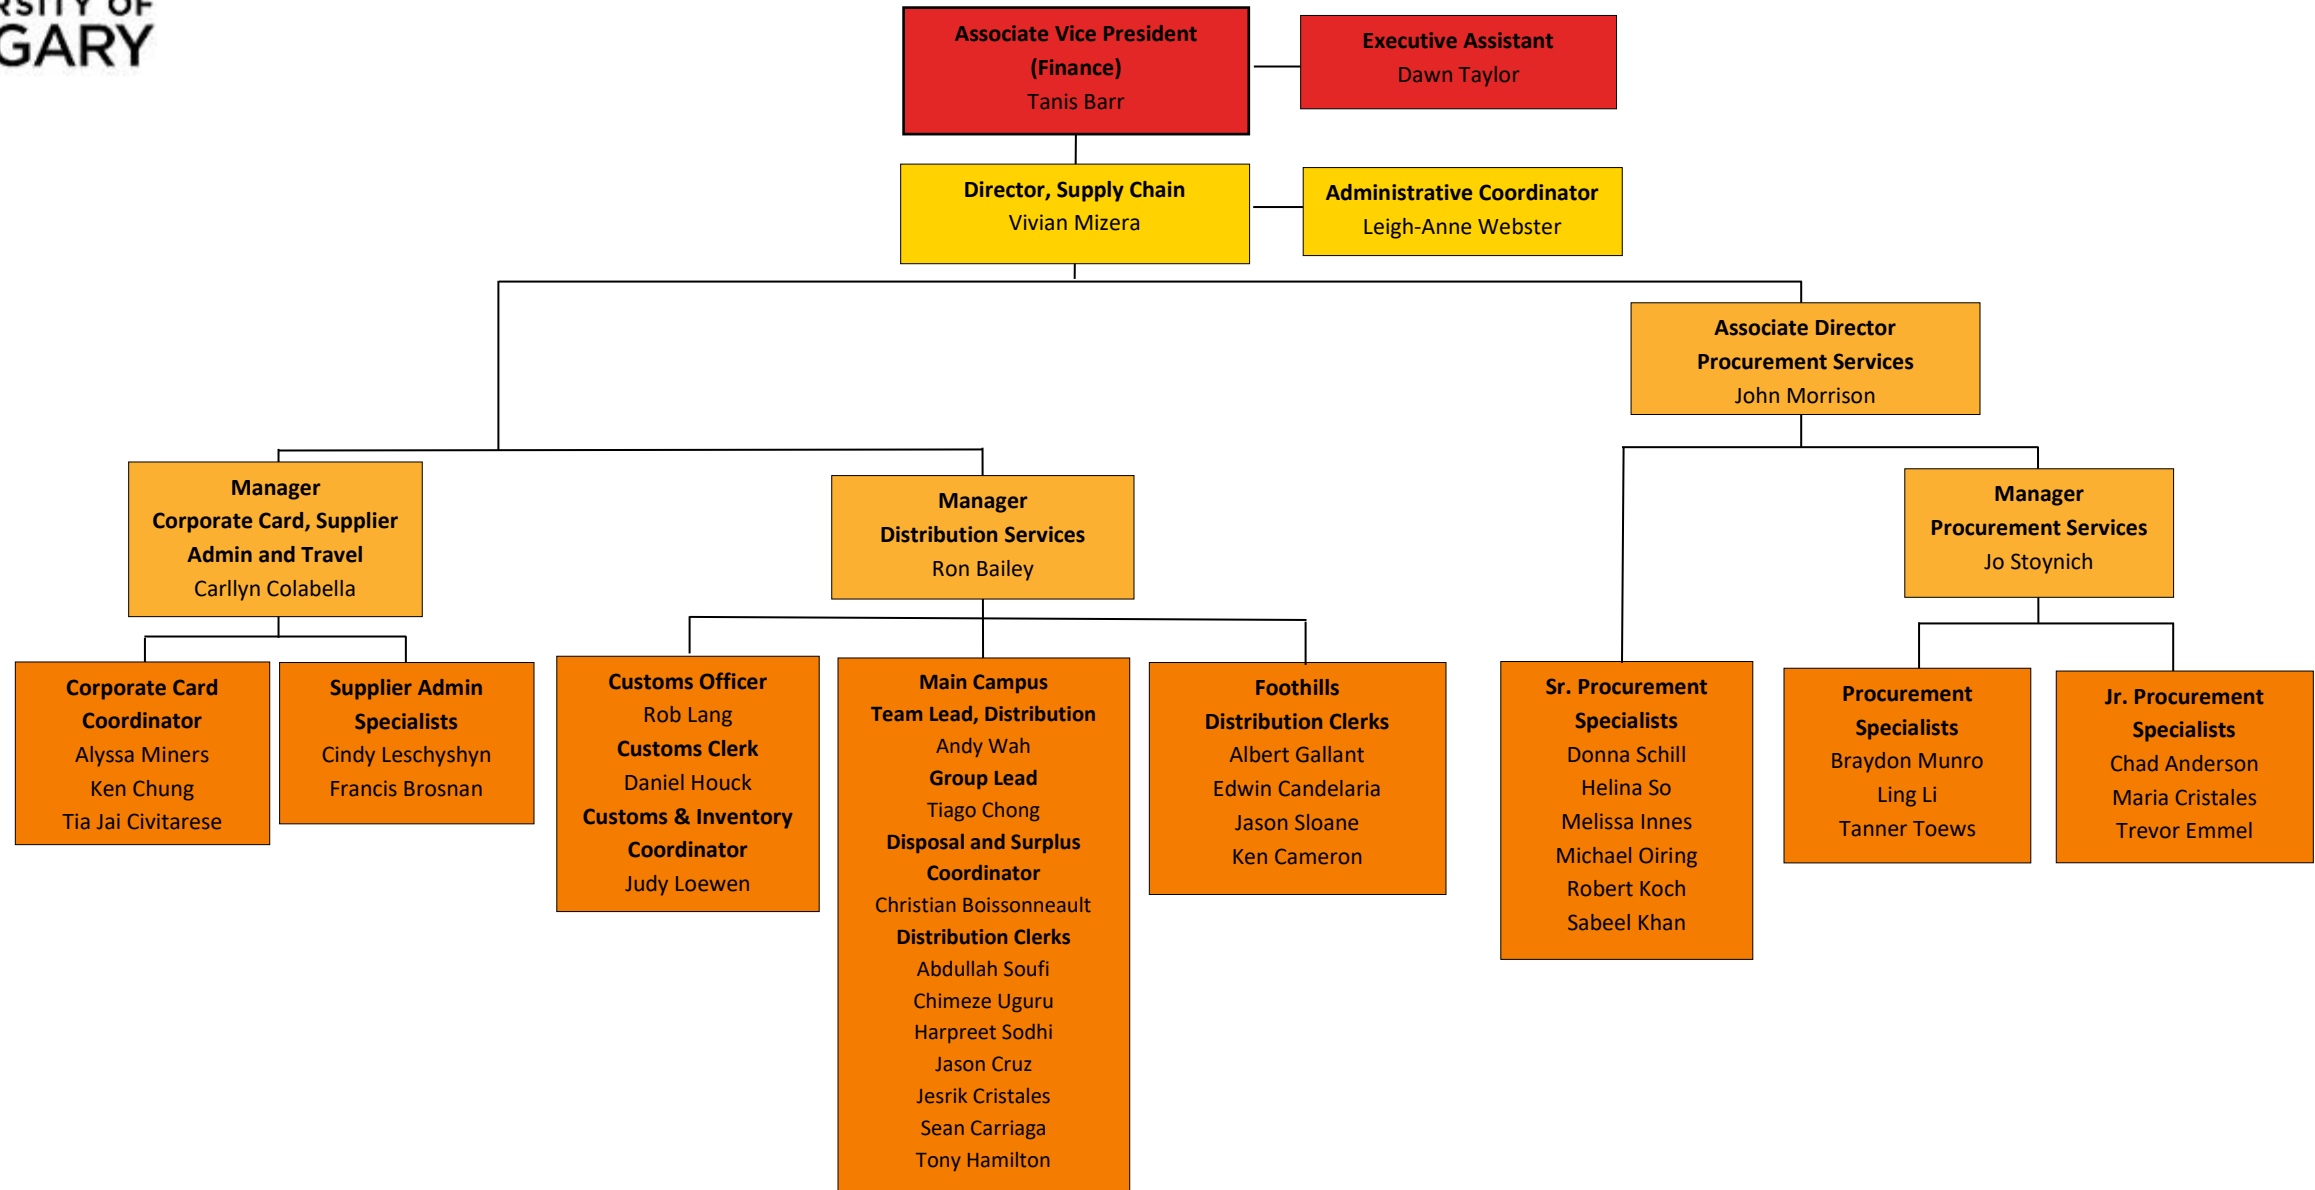 GARY
Associate Vice President
(Finance)
Tanis Barr
Executive Assistant
Dawn Taylor
Director, Supply Chain
Vivian Mizera
Administrative Coordinator
Leigh-Anne Webster
Associate Director
Procurement Services
John Morrison
Manager
Corporate Card, Supplier
Admin and Travel
Carllyn Colabella
Manager
Distribution Services
Ron Bailey
Manager
Procurement Services
Jo Stoynich
Corporate Card
Coordinator
Alyssa Miners
Ken Chung
Tia Jai Civitarese
Supplier Admin
Specialists
Cindy Leschyshyn
Francis Brosnan
Customs Officer
Rob Lang
Customs Clerk
Daniel Houck
Customs & Inventory
Coordinator
Judy Loewen
Main Campus
Team Lead, Distribution
Andy Wah
Group Lead
Tiago Chong
Disposal and Surplus
Coordinator
Christian Boissonneault
Distribution Clerks
Abdullah Soufi
Chimeze Uguru
Harpreet Sodhi
Jason Cruz
Jesrik Cristales
Sean Carriaga
Tony Hamilton
Foothills
Distribution Clerks
Albert Gallant
Edwin Candelaria
Jason Sloane
Ken Cameron
Sr. Procurement
Specialists
Donna Schill
Helina So
Melissa Innes
Michael Oiring
Robert Koch
Sabeel Khan
Procurement
Specialists
Braydon Munro
Ling Li
Tanner Toews
Jr. Procurement
Specialists
Chad Anderson
Maria Cristales
Trevor Emmel